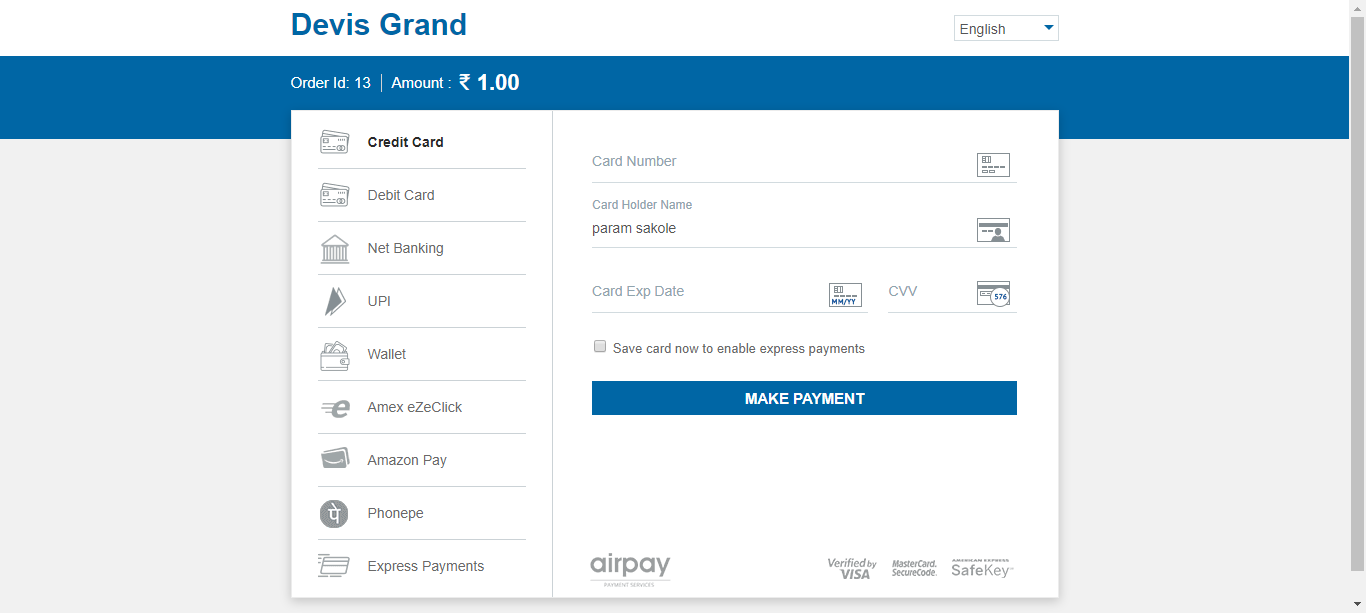 Devis Grand
English
Order Id: 13 | Amount : ₹ 1.00
Credit Card
Debit Card
Net Banking
UPI
Wallet
Amex eZeClick
Amazon Pay
Phonepe
Express Payments
Card Number
Card Holder Name
param sakole
Card Exp Date
MM/YY
CVV
576
Save card now to enable express payments
MAKE PAYMENT
airpay
PAYMENT SERVICES
Verified by
VISA
MasterCard.
SecureCode.
AMERICAN EXPRESS
SafeKey